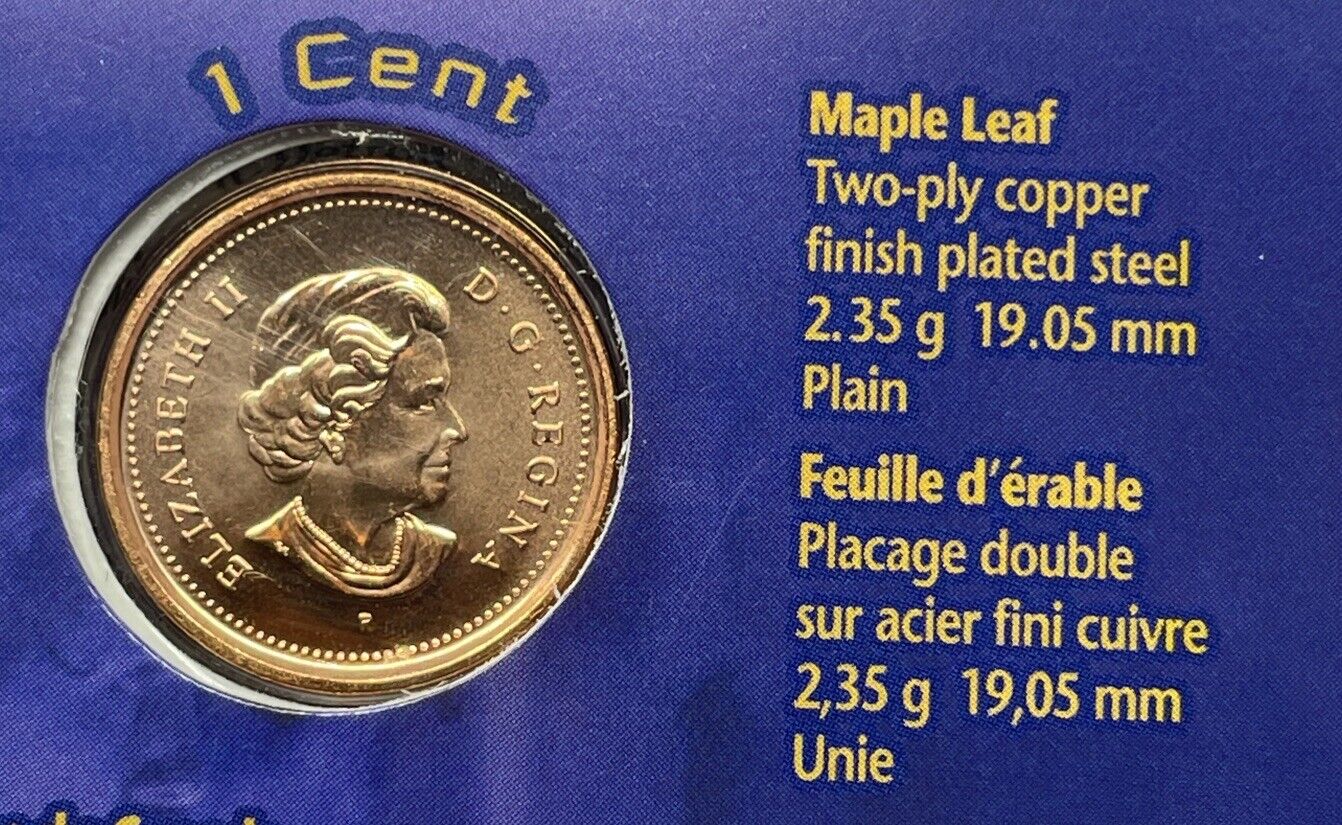 1 Cent
ELIZABETH II D·G·REGINA
P
Maple Leaf
Two-ply copper
finish plated steel
2.35 g 19.05 mm
Plain
Feuille d'érable
Placage double
sur acier fini cuivre
2,35 g 19,05 mm
Unie